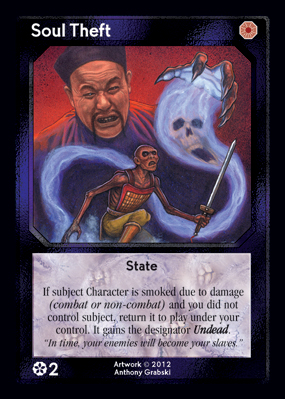 Soul Theft
State
If subject Character is smoked due to damage
(combat or non-combat) and you did not
control subject, return it to play under your
control. It gains the designator Undead.
"In time, your enemies will become your slaves."
2
Artwork © 2012
Anthony Grabski